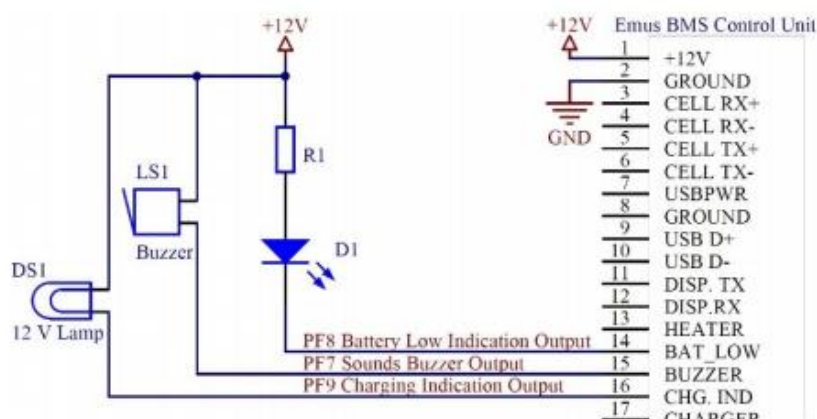 +12V
+12V
Emus BMS Control Unit
1 +12V
2 GROUND
3 CELL RX+
GND
4 CELL RX-
5 CELL TX+
R1
6 CELL TX-
LS1
7 USBPWR
8 GROUND
9 USB D+
Buzzer
D1
10 USB D-
DS1
11 DISP. TX
12 DISP.RX
12 V Lamp
13 HEATER
PF8 Battery Low Indication Output
14 BAT_LOW
PF7 Sounds Buzzer Output
15 BUZZER
PF9 Charging Indication Output
16 CHG. IND
17 CHARGER